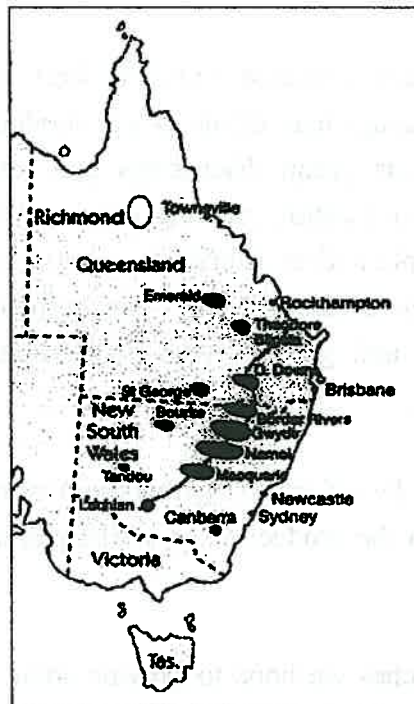 Richmond
Townsville
Queensland
Emerald
Rockhampton
Theodore
Biloela
D. Downs
St George
Brisbane
New
South
Wales
Bourke
Border Rivers
Gwydir
Namoi
Tandou
Macquarie
Lachlan
Newcastle
Canberra
Sydney
Victoria
Tas.